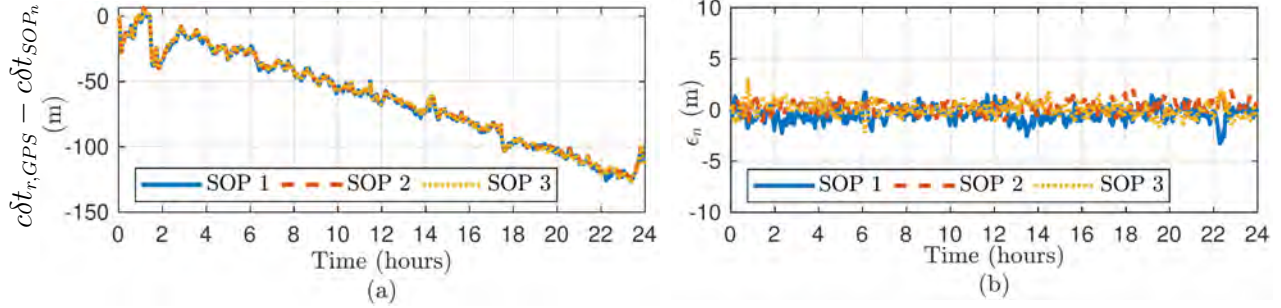 cδt_{r,GPS} − cδt_{SOP_n}
(m)
0
-50
-100
-150
SOP 1 SOP 2 SOP 3
0 2 4 6 8 10 12 14 16 18 20 22 24
Time (hours)
(a)
ϵ_n (m)
10
5
0
-5
-10
SOP 1 SOP 2 SOP 3
0 2 4 6 8 10 12 14 16 18 20 22 24
Time (hours)
(b)